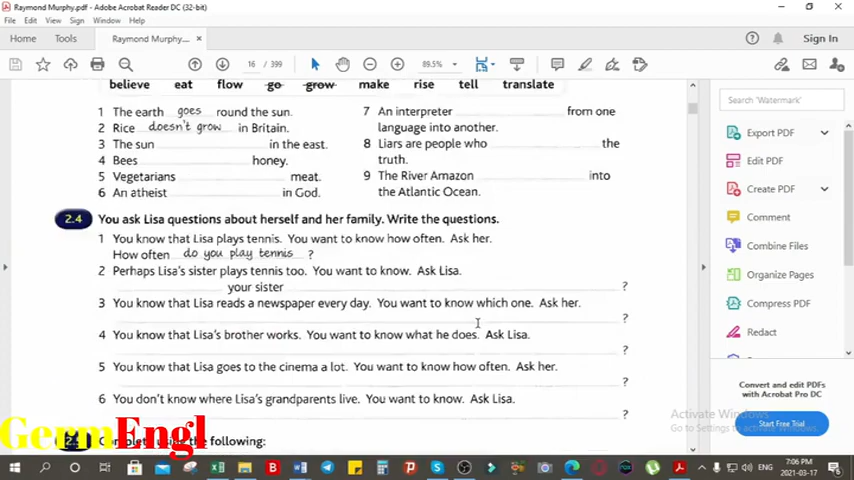 Raymond Murphy.pdf - Adobe Acrobat Reader DC (32-bit)
File Edit View Sign Window Help
Home Tools Raymond Murphy.... × Sign In
16 / 399 89.5%
believe eat flow go grow make rise tell translate
1 The earth goes round the sun.
2 Rice doesn't grow in Britain.
3 The sun in the east.
4 Bees honey.
5 Vegetarians meat.
6 An atheist in God.
7 An interpreter from one
language into another.
8 Liars are people who the
truth.
9 The River Amazon into
the Atlantic Ocean.
2.4 You ask Lisa questions about herself and her family. Write the questions.
1 You know that Lisa plays tennis. You want to know how often. Ask her.
How often do you play tennis ?
2 Perhaps Lisa's sister plays tennis too. You want to know. Ask Lisa.
your sister ?
3 You know that Lisa reads a newspaper every day. You want to know which one. Ask her.
?
4 You know that Lisa's brother works. You want to know what he does. Ask Lisa.
?
5 You know that Lisa goes to the cinema a lot. You want to know how often. Ask her.
?
6 You don't know where Lisa's grandparents live. You want to know. Ask Lisa.
?
Complete using the following:
GermEngl
Search 'Watermark'
Export PDF
Edit PDF
Create PDF
Comment
Combine Files
Organize Pages
Compress PDF
Redact
Convert and edit PDFs
with Acrobat Pro DC
Start Free Trial
Activate Windows
Go to Settings to activate Windows.
ENG
7:06 PM
2021-03-17